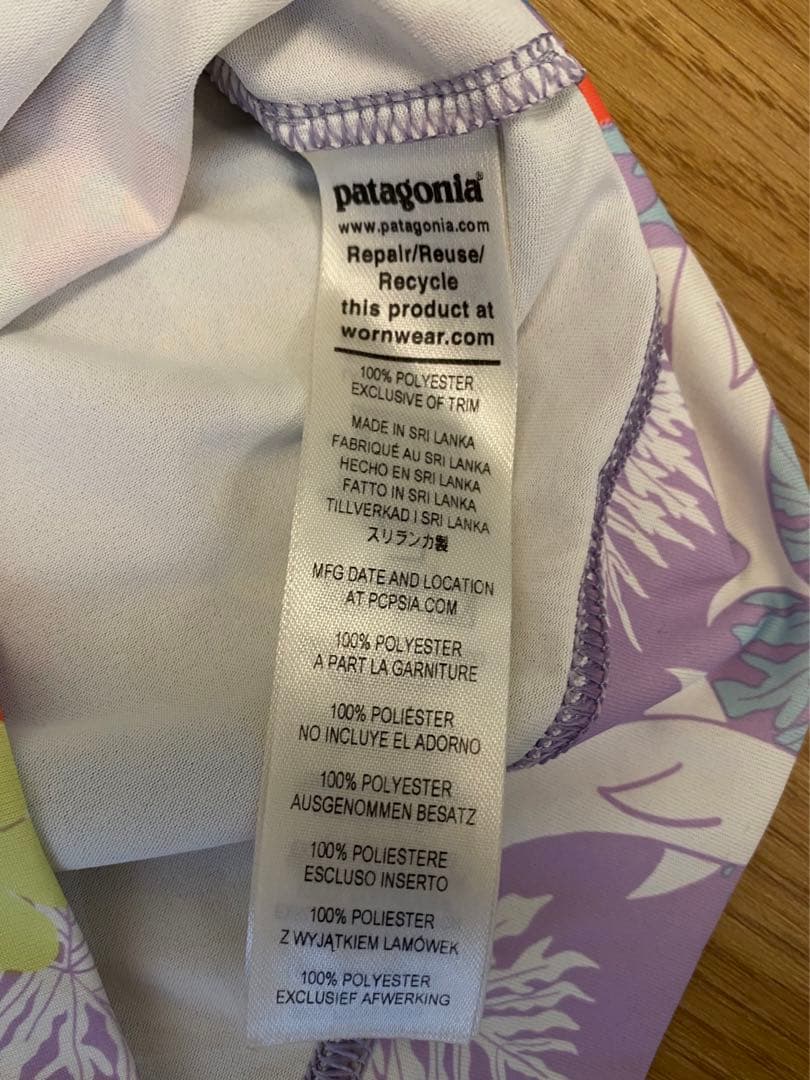 patagonia®
www.patagonia.com
Repair/Reuse/
Recycle
this product at
wornwear.com
100% POLYESTER
EXCLUSIVE OF TRIM
MADE IN SRI LANKA
FABRIQUÉ AU SRI LANKA
HECHO EN SRI LANKA
FATTO IN SRI LANKA
TILLVERKAD I SRI LANKA
スリランカ製
MFG DATE AND LOCATION
AT PCPSIA.COM
100% POLYESTER
A PART LA GARNITURE
100% POLIÉSTER
NO INCLUYE EL ADORNO
100% POLYESTER
AUSGENOMMEN BESATZ
100% POLIESTERE
ESCLUSO INSERTO
100% POLIESTER
Z WYJĄTKIEM LAMÓWEK
100% POLYESTER
EXCLUSIEF AFWERKING